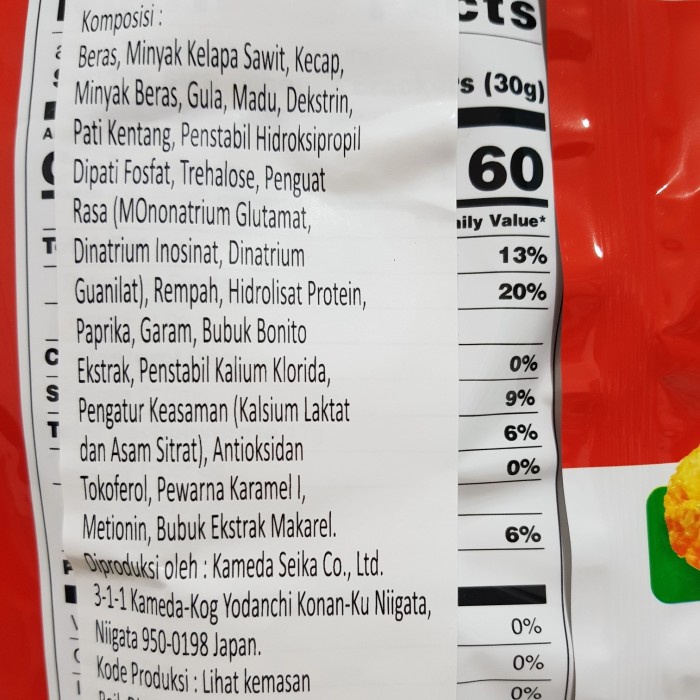 Komposisi :
Beras, Minyak Kelapa Sawit, Kecap,
Minyak Beras, Gula, Madu, Dekstrin,
Pati Kentang, Penstabil Hidroksipropil
Dipati Fosfat, Trehalose, Penguat
Rasa (MOnonatrium Glutamat,
Dinatrium Inosinat, Dinatrium
Guanilat), Rempah, Hidrolisat Protein,
Paprika, Garam, Bubuk Bonito
Ekstrak, Penstabil Kalium Klorida,
Pengatur Keasaman (Kalsium Laktat
dan Asam Sitrat), Antioksidan
Tokoferol, Pewarna Karamel I,
Metionin, Bubuk Ekstrak Makarel.
Diproduksi oleh : Kameda Seika Co., Ltd.
3-1-1 Kameda-Kog Yodanchi Konan-Ku Niigata,
Niigata 950-0198 Japan.
Kode Produksi : Lihat kemasan
cts
s (30g)
60
ily Value*
13%
20%
0%
9%
6%
0%
6%
0%
0%
0%